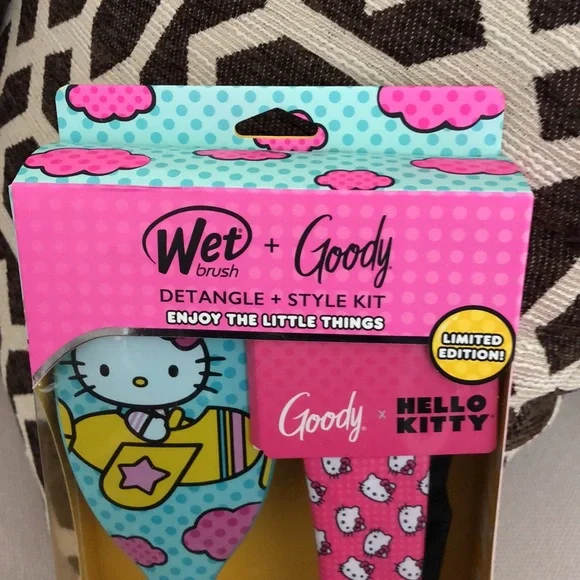 Wet + Goody
brush
DETANGLE + STYLE KIT
ENJOY THE LITTLE THINGS
LIMITED
EDITION!
Goody x HELLO
KITTY